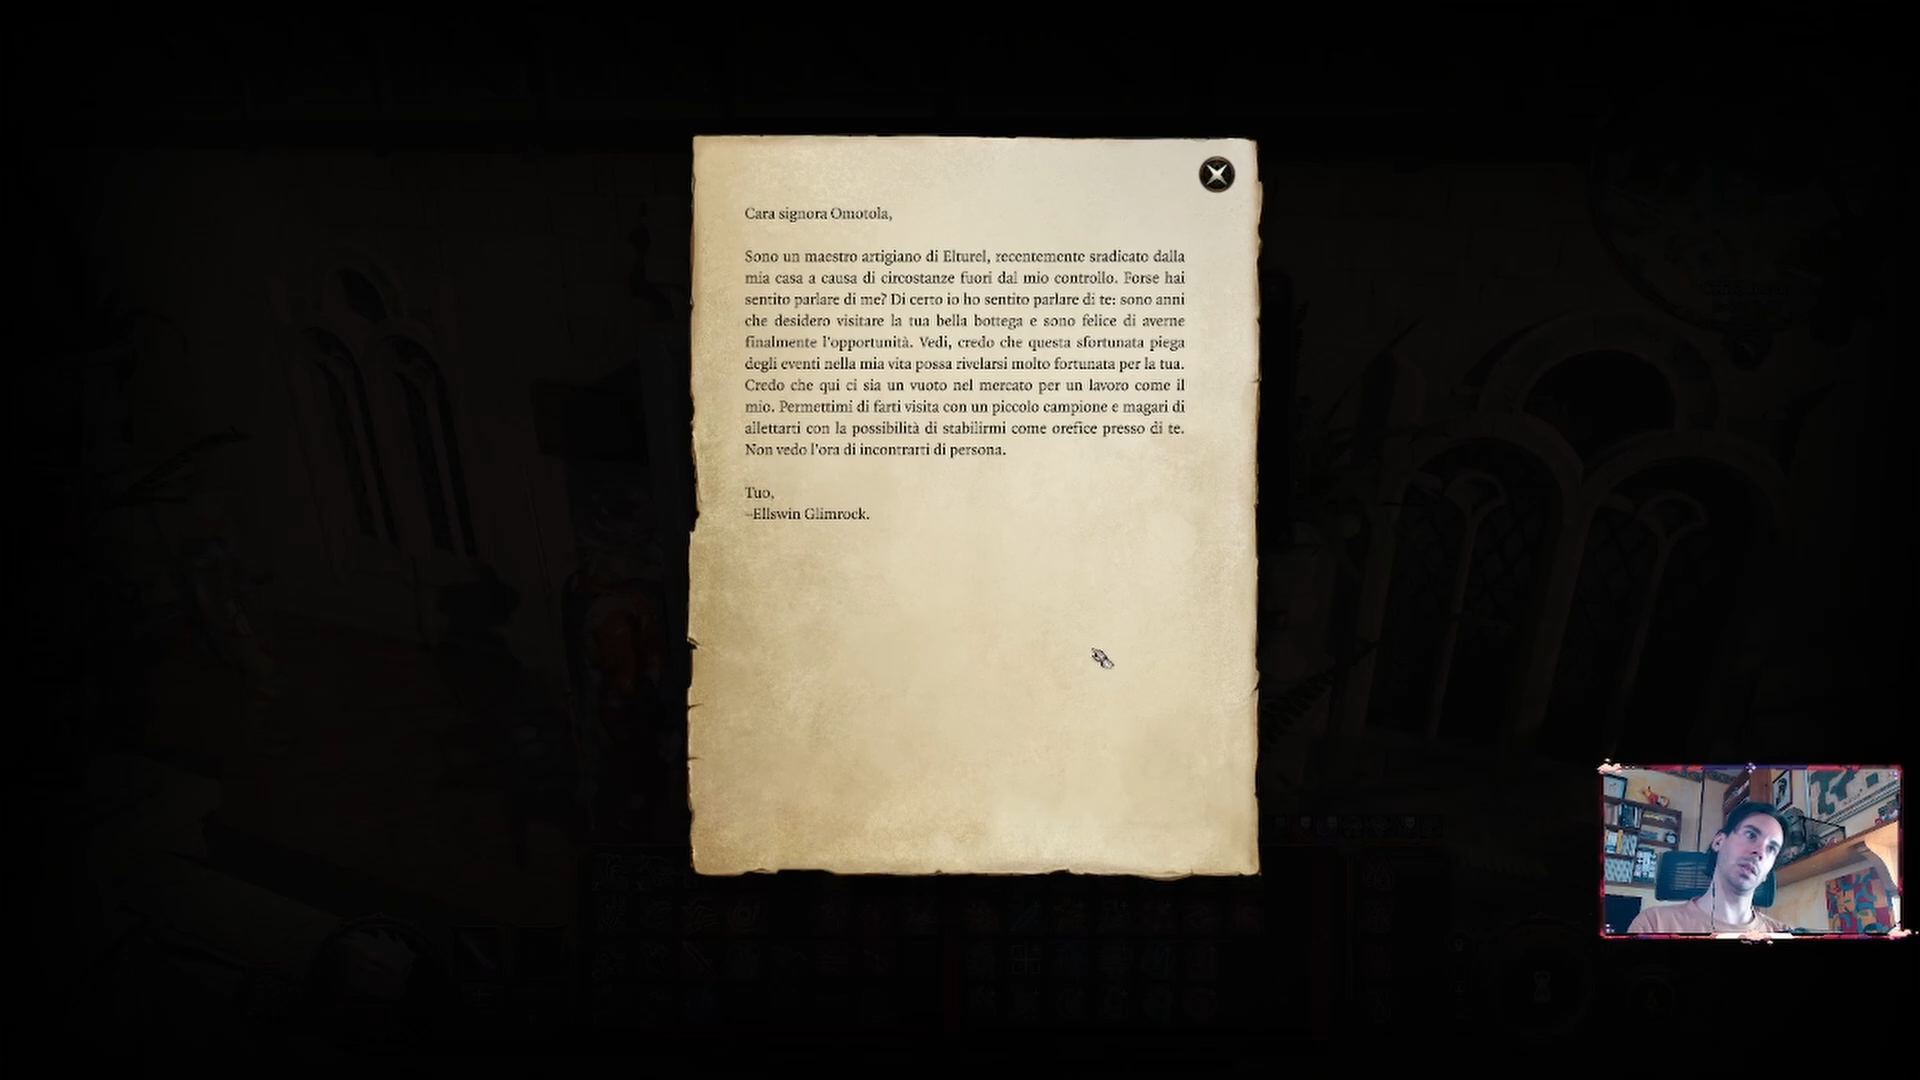 Cara signora Omotola,
Sono un maestro artigiano di Elturel, recentemente sradicato dalla
mia casa a causa di circostanze fuori dal mio controllo. Forse hai
sentito parlare di me? Di certo io ho sentito parlare di te: sono anni
che desidero visitare la tua bella bottega e sono felice di averne
finalmente l'opportunità. Vedi, credo che questa sfortunata piega
degli eventi nella mia vita possa rivelarsi molto fortunata per la tua.
Credo che qui ci sia un vuoto nel mercato per un lavoro come il
mio. Permettimi di farti visita con un piccolo campione e magari di
allettarti con la possibilità di stabilirmi come orefice presso di te.
Non vedo l'ora di incontrarti di persona.
Tuo,
–Ellswin Glimrock.